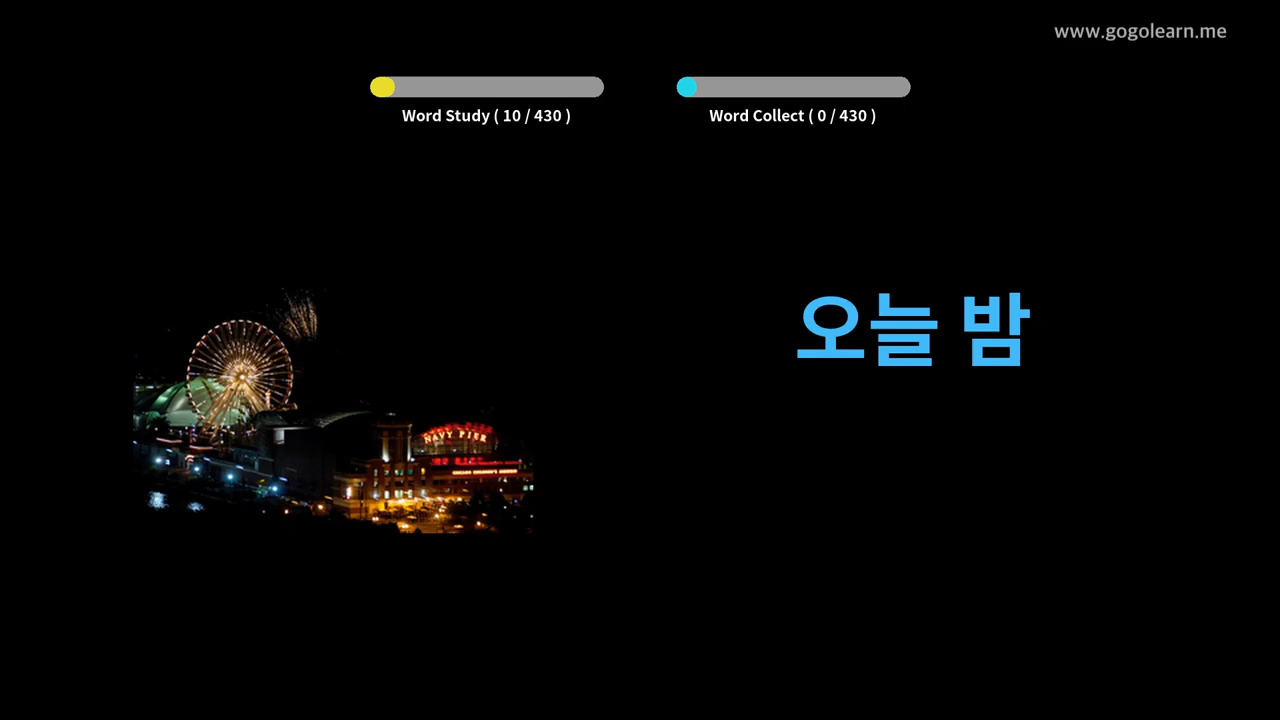 www.gogolearn.me
Word Study ( 10 / 430 )
Word Collect ( 0 / 430 )
오늘 밤
NAVY PIER